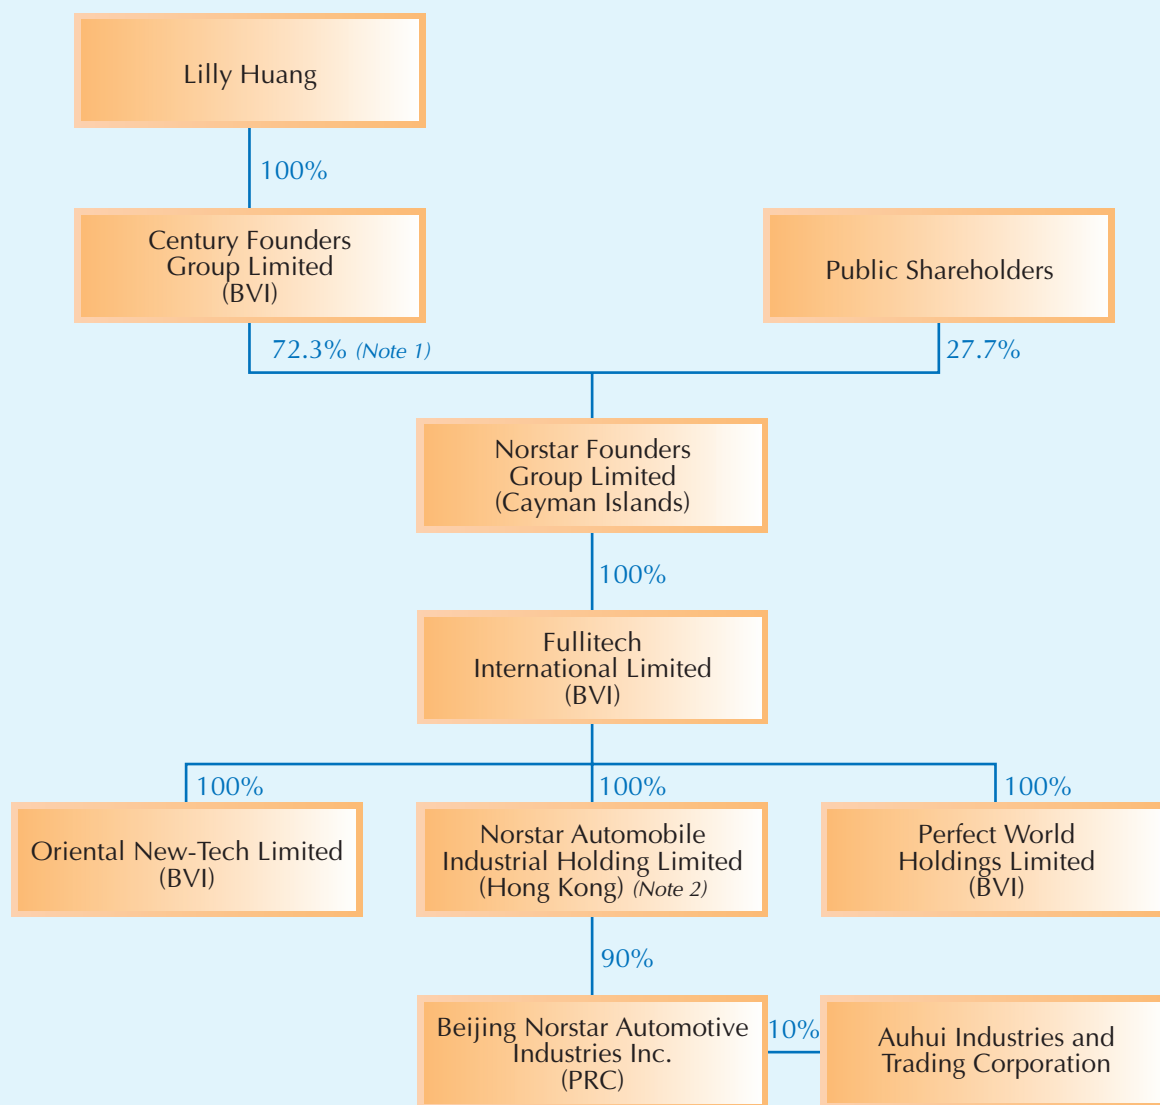 Lilly Huang
100%
Century Founders
Group Limited
(BVI)
Public Shareholders
72.3% (Note 1)
27.7%
Norstar Founders
Group Limited
(Cayman Islands)
100%
Fullitech
International Limited
(BVI)
100%
100%
100%
Oriental New-Tech Limited
(BVI)
Norstar Automobile
Industrial Holding Limited
(Hong Kong) (Note 2)
Perfect World
Holdings Limited
(BVI)
90%
Beijing Norstar Automotive
Industries Inc.
(PRC)
10%
Auhui Industries and
Trading Corporation